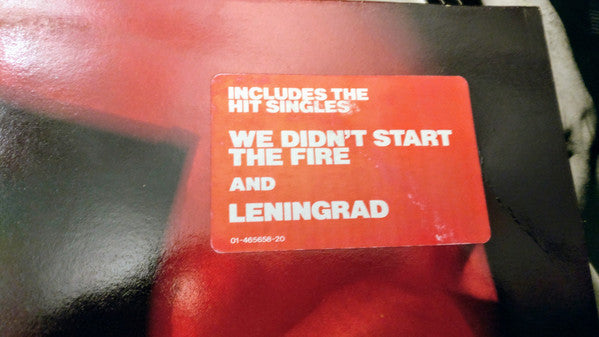 INCLUDES THE
HIT SINGLES
WE DIDN'T START
THE FIRE
AND
LENINGRAD
01-465658-20